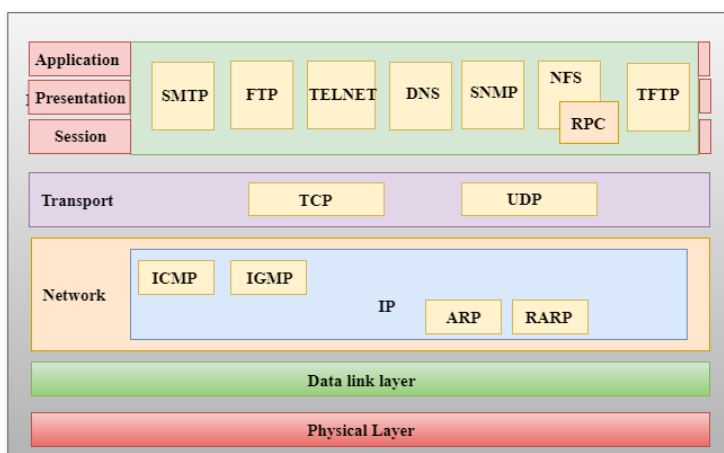 Application
Presentation
Session
SMTP
FTP
TELNET
DNS
SNMP
NFS
RPC
TFTP
Transport
TCP
UDP
Network
ICMP
IGMP
IP
ARP
RARP
Data link layer
Physical Layer